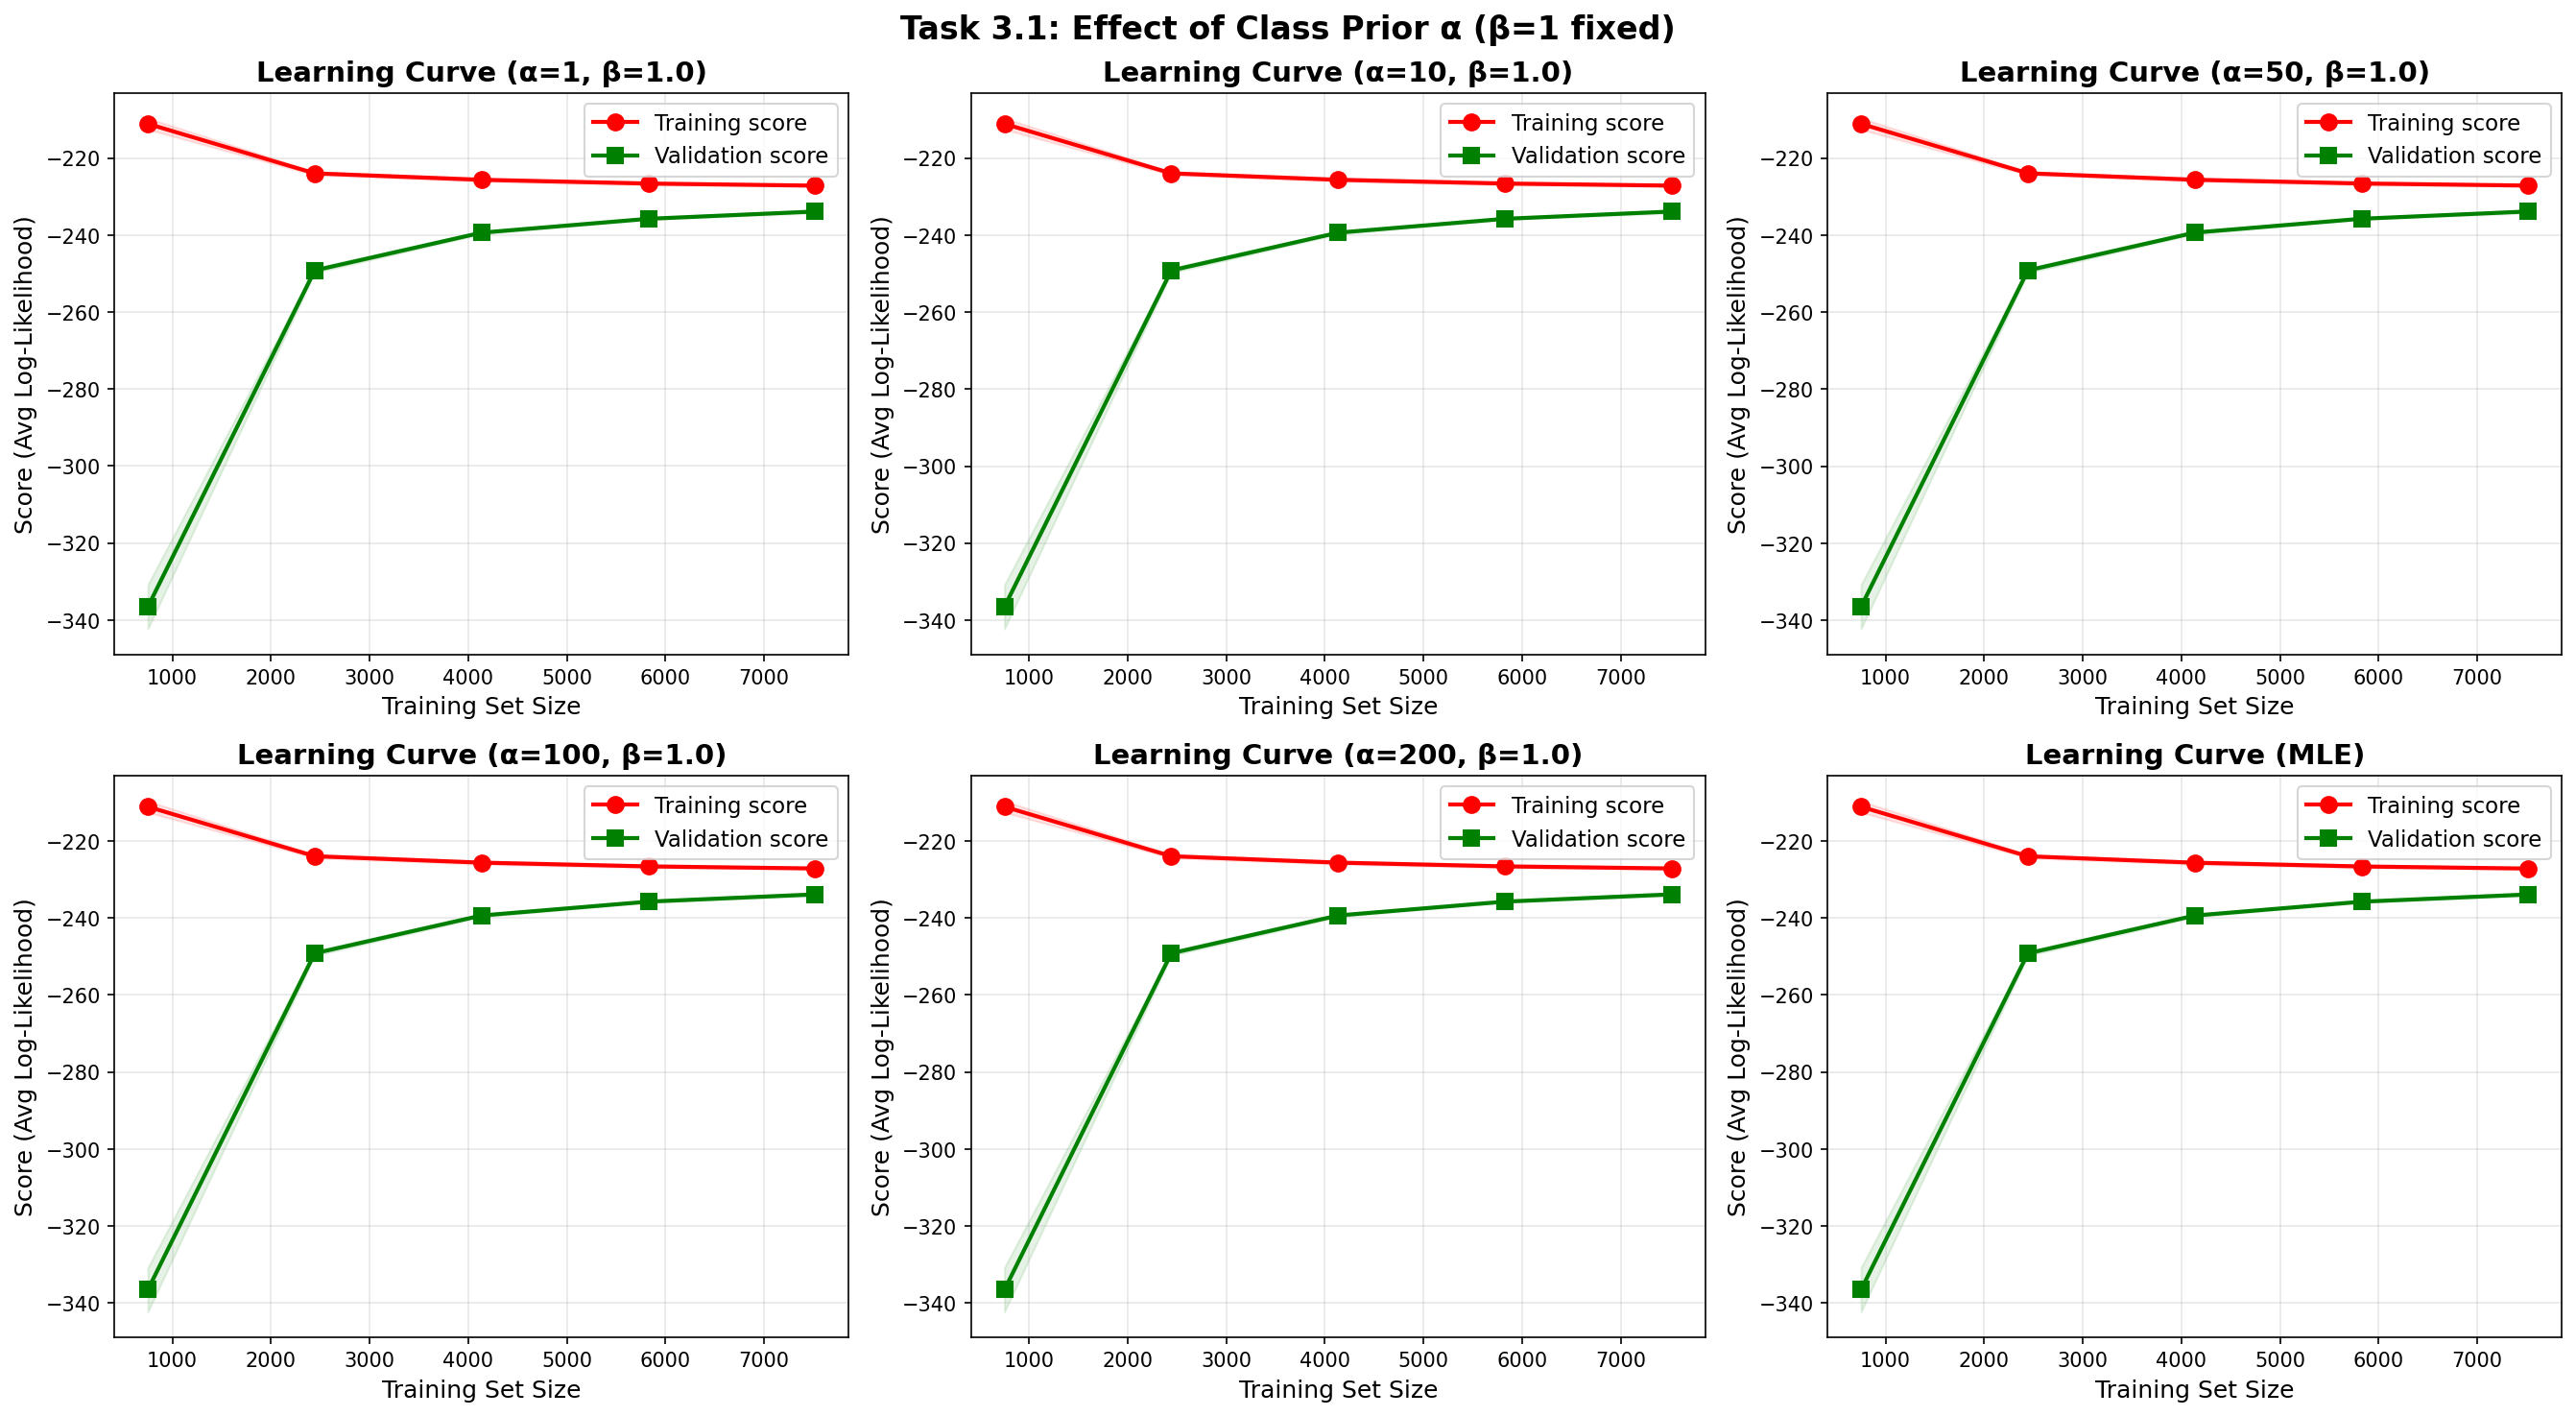 Task 3.1: Effect of Class Prior α (β=1 fixed)
Learning Curve (α=1, β=1.0)
Score (Avg Log-Likelihood)
−220
−240
−260
−280
−300
−320
−340
Training score
Validation score
1000 2000 3000 4000 5000 6000 7000
Training Set Size
Learning Curve (α=10, β=1.0)
Score (Avg Log-Likelihood)
−220
−240
−260
−280
−300
−320
−340
Training score
Validation score
1000 2000 3000 4000 5000 6000 7000
Training Set Size
Learning Curve (α=50, β=1.0)
Score (Avg Log-Likelihood)
−220
−240
−260
−280
−300
−320
−340
Training score
Validation score
1000 2000 3000 4000 5000 6000 7000
Training Set Size
Learning Curve (α=100, β=1.0)
Score (Avg Log-Likelihood)
−220
−240
−260
−280
−300
−320
−340
Training score
Validation score
1000 2000 3000 4000 5000 6000 7000
Training Set Size
Learning Curve (α=200, β=1.0)
Score (Avg Log-Likelihood)
−220
−240
−260
−280
−300
−320
−340
Training score
Validation score
1000 2000 3000 4000 5000 6000 7000
Training Set Size
Learning Curve (MLE)
Score (Avg Log-Likelihood)
−220
−240
−260
−280
−300
−320
−340
Training score
Validation score
1000 2000 3000 4000 5000 6000 7000
Training Set Size